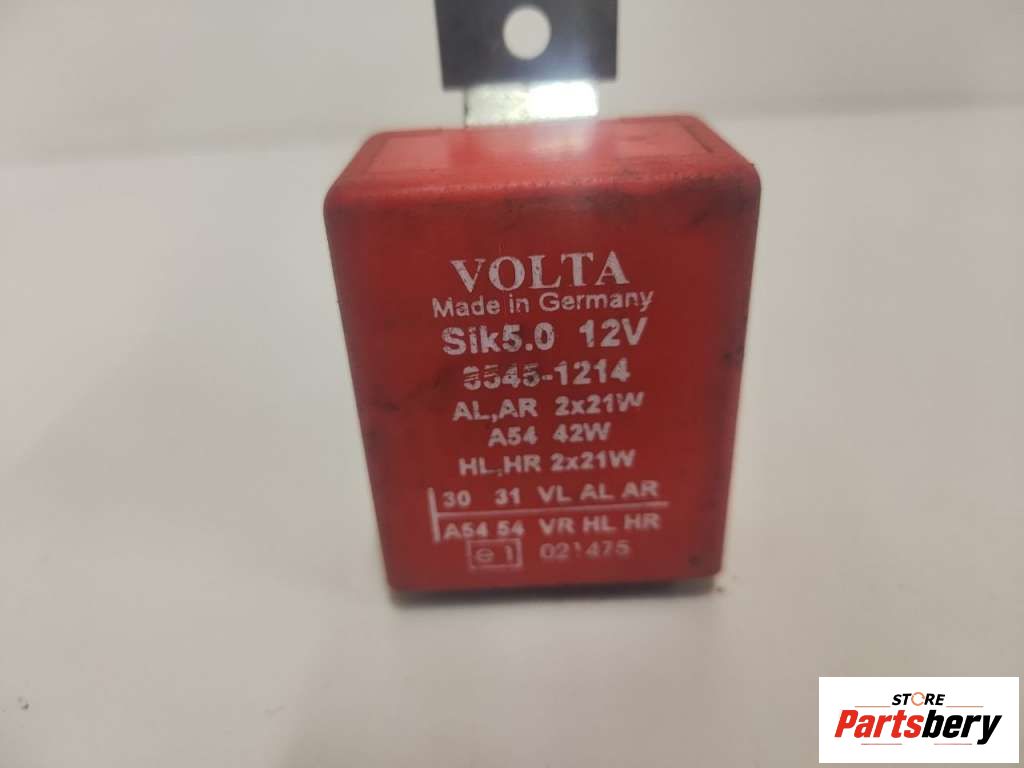 VOLTA
Made in Germany
Sik5.0 12V
3545-1214
AL,AR 2x21W
A54 42W
HL,HR 2x21W
30 31 VL AL AR
A54 54 VR HL HR
e1 021475
STORE
Partsbery